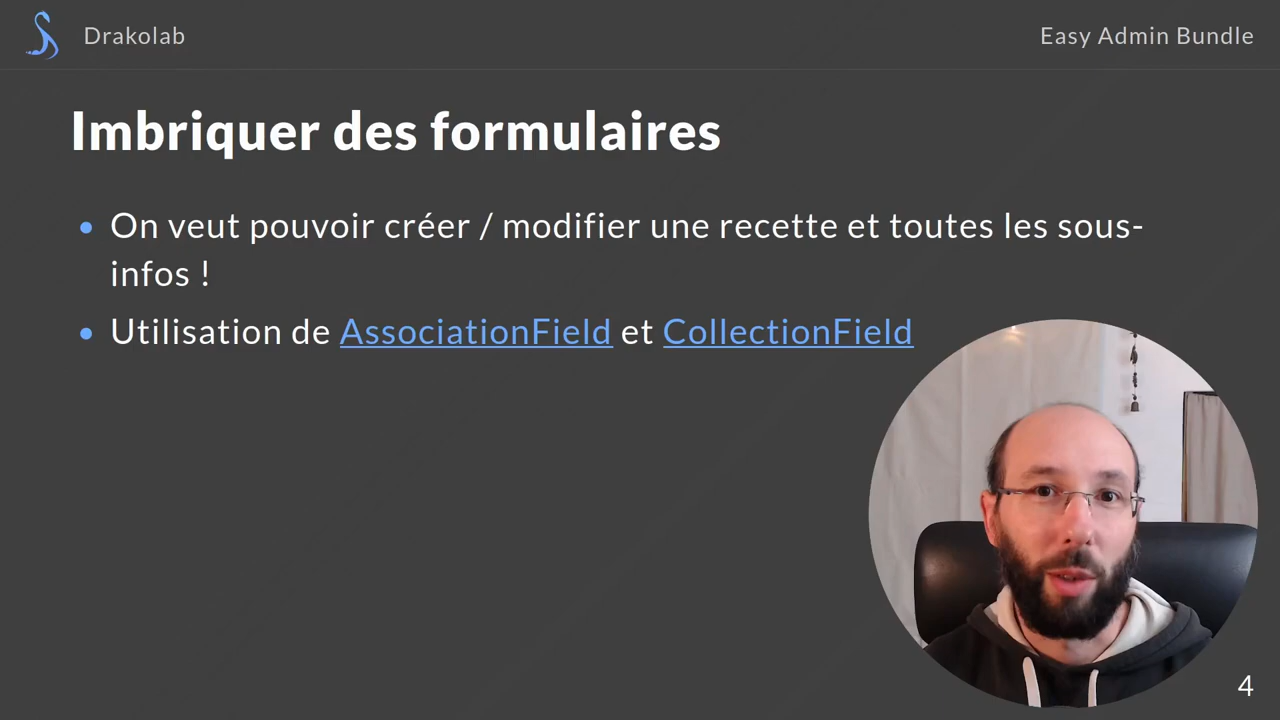 Drakolab
Easy Admin Bundle
Imbriquer des formulaires
On veut pouvoir créer / modifier une recette et toutes les sous-
infos !
Utilisation de AssociationField et CollectionField
4